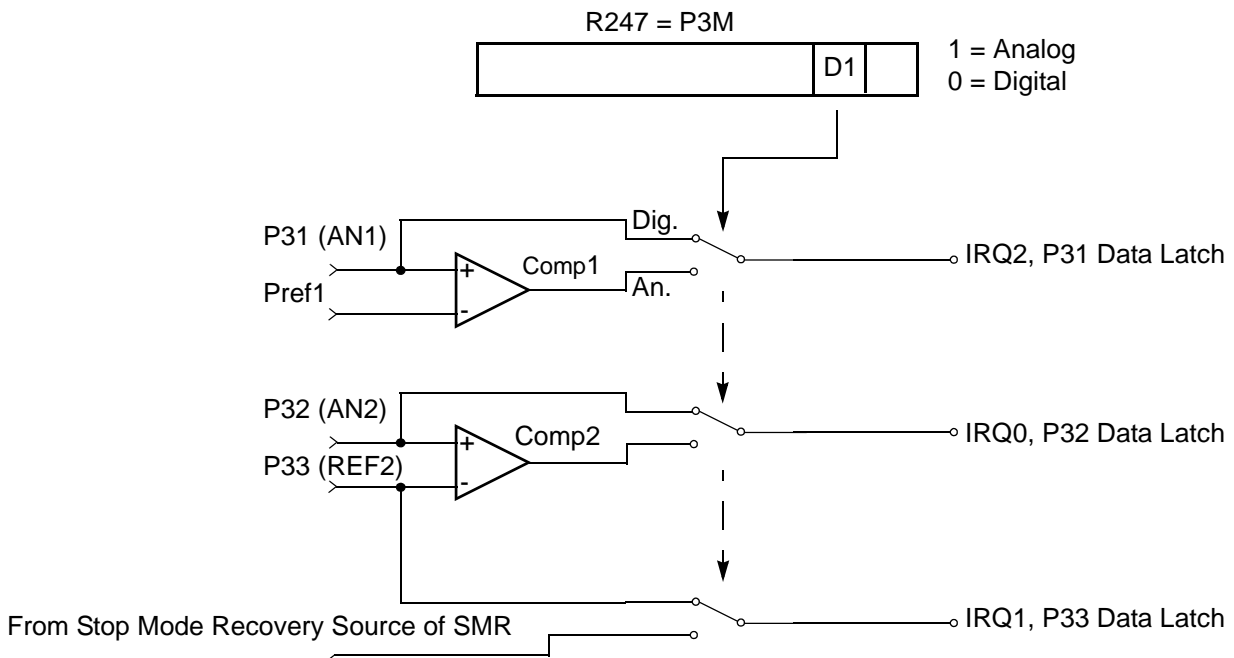 R247 = P3M
D1
1 = Analog
0 = Digital
Dig.
P31 (AN1)
+
Comp1
IRQ2, P31 Data Latch
An.
Pref1
-
P32 (AN2)
+
Comp2
IRQ0, P32 Data Latch
P33 (REF2)
-
IRQ1, P33 Data Latch
From Stop Mode Recovery Source of SMR